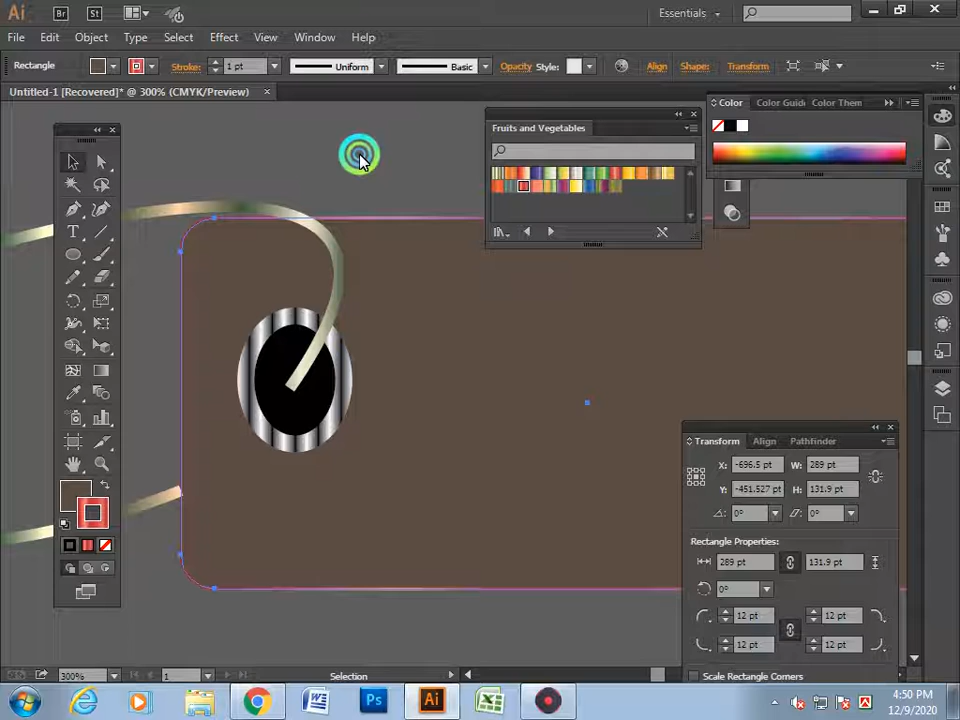 Ai Br St Essentials
File Edit Object Type Select Effect View Window Help
Rectangle Stroke: 1 pt Uniform Basic Opacity Style: Align Shape: Transform
Untitled-1 [Recovered]* @ 300% (CMYK/Preview) ×
Fruits and Vegetables
Color Color Guid Color Them
Transform Align Pathfinder
X: -696.5 pt W: 289 pt
Y: -451.527 pt H: 131.9 pt
0° 0°
Rectangle Properties:
289 pt 131.9 pt
0°
12 pt 12 pt
12 pt 12 pt
Scale Rectangle Corners
300% 1 Selection
W Ps Ai X
4:50 PM
12/9/2020